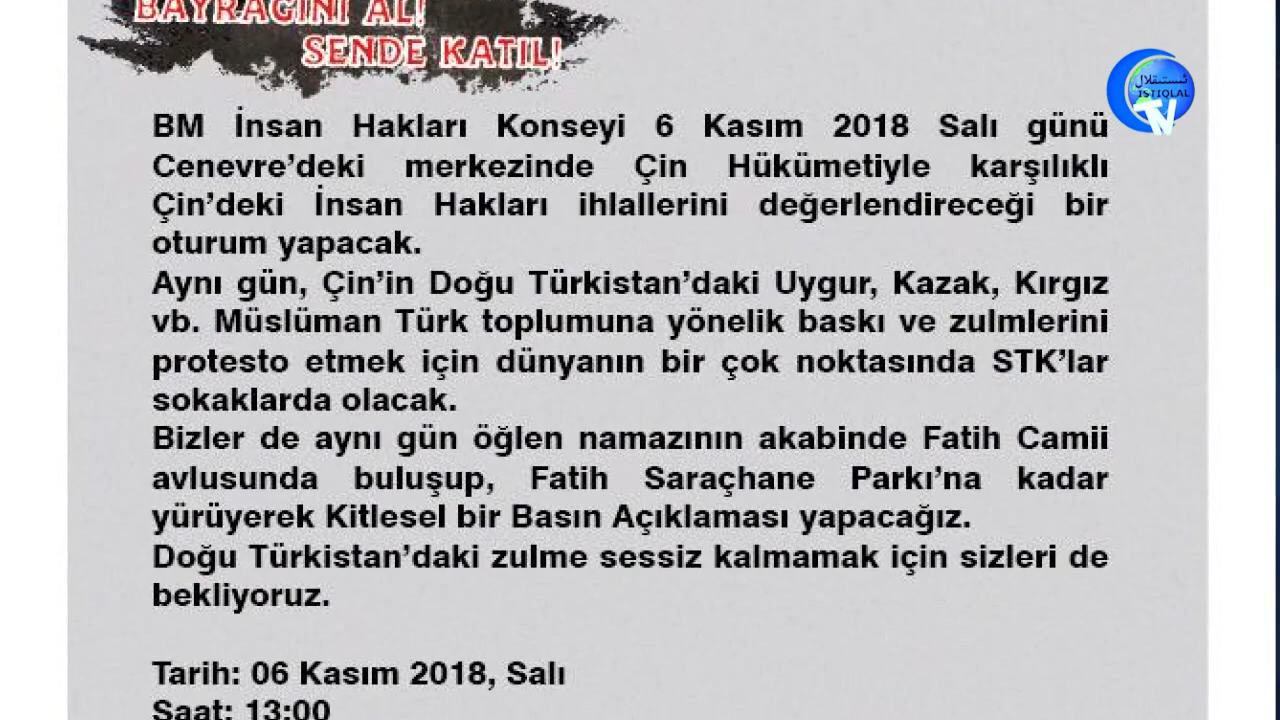 BAYRAĞINI AL!
SENDE KATIL!
ئىستىقلال
ISTIQLAL
TV
BM İnsan Hakları Konseyi 6 Kasım 2018 Salı günü
Cenevre’deki merkezinde Çin Hükümetiyle karşılıklı
Çin’deki İnsan Hakları ihlallerini değerlendireceği bir
oturum yapacak.
Aynı gün, Çin’in Doğu Türkistan’daki Uygur, Kazak, Kırgız
vb. Müslüman Türk toplumuna yönelik baskı ve zulmlerini
protesto etmek için dünyanın bir çok noktasında STK’lar
sokaklarda olacak.
Bizler de aynı gün öğlen namazının akabinde Fatih Camii
avlusunda buluşup, Fatih Saraçhane Parkı’na kadar
yürüyerek Kitlesel bir Basın Açıklaması yapacağız.
Doğu Türkistan’daki zulme sessiz kalmamak için sizleri de
bekliyoruz.
Tarih: 06 Kasım 2018, Salı
Saat: 13:00